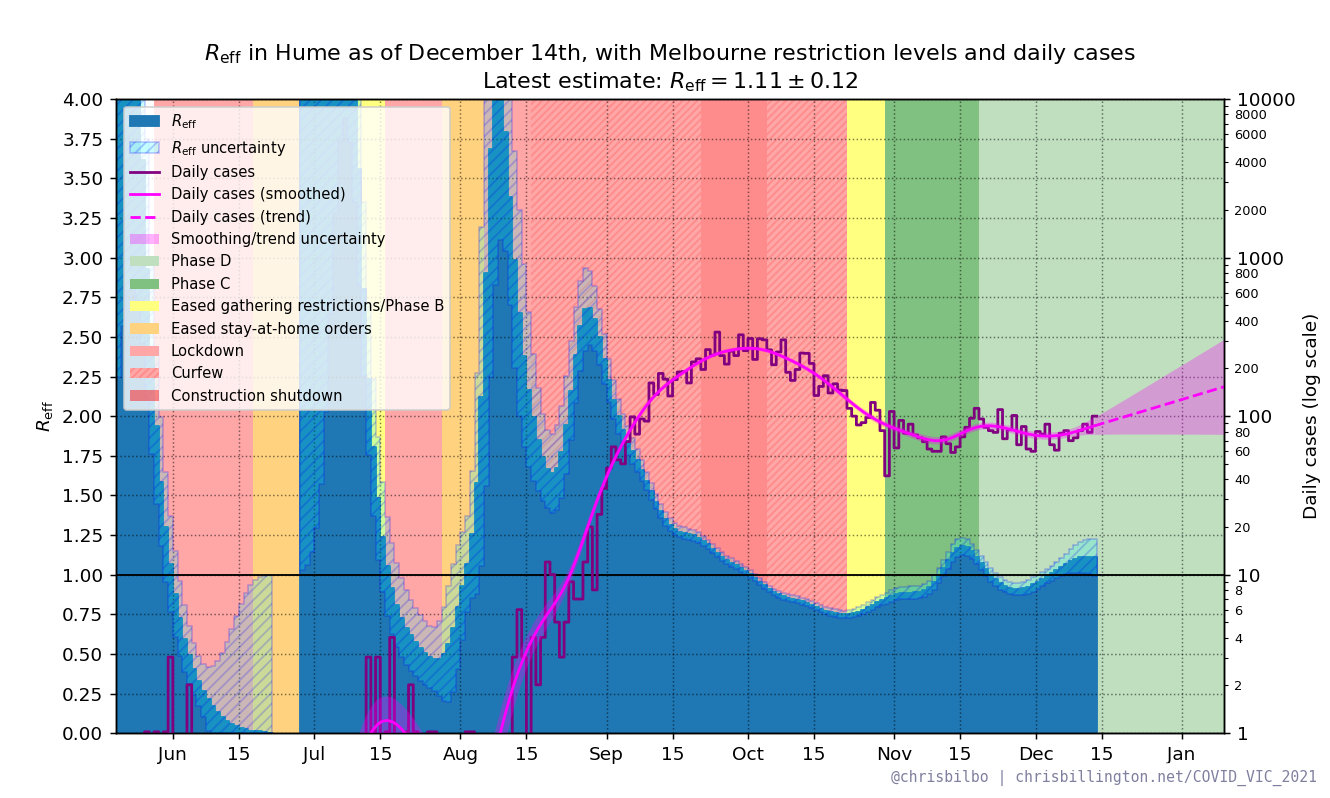 R_eff in Hume as of December 14th, with Melbourne restriction levels and daily cases
Latest estimate: R_eff = 1.11 ± 0.12
R_eff
R_eff uncertainty
Daily cases
Daily cases (smoothed)
Daily cases (trend)
Smoothing/trend uncertainty
Phase D
Phase C
Eased gathering restrictions/Phase B
Eased stay-at-home orders
Lockdown
Curfew
Construction shutdown
R_eff
4.00
3.75
3.50
3.25
3.00
2.75
2.50
2.25
2.00
1.75
1.50
1.25
1.00
0.75
0.50
0.25
0.00
10000
8000
6000
4000
2000
1000
800
600
400
200
100
80
60
40
20
10
8
6
4
2
1
Daily cases (log scale)
Jun 15 Jul 15 Aug 15 Sep 15 Oct 15 Nov 15 Dec 15 Jan
@chrisbilbo | chrisbillington.net/COVID_VIC_2021